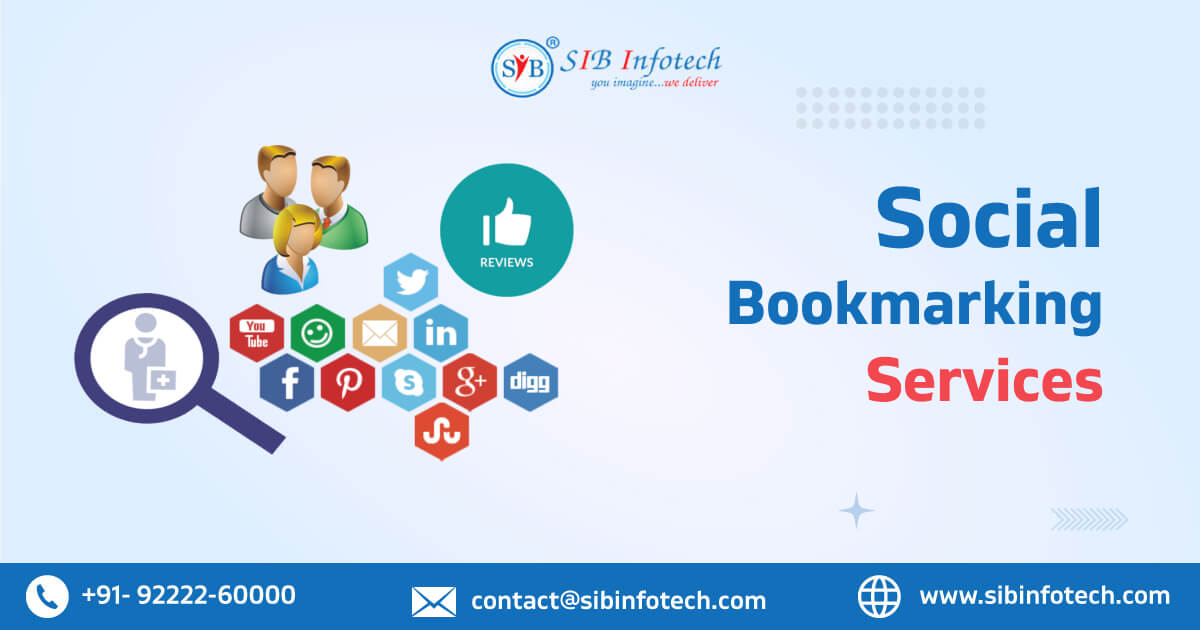 SYB
®
SIB Infotech
you imagine...we deliver
REVIEWS
You
Tube
in
f
g+
digg
Social
Bookmarking
Services
+91- 92222-60000
contact@sibinfotech.com
www.sibinfotech.com